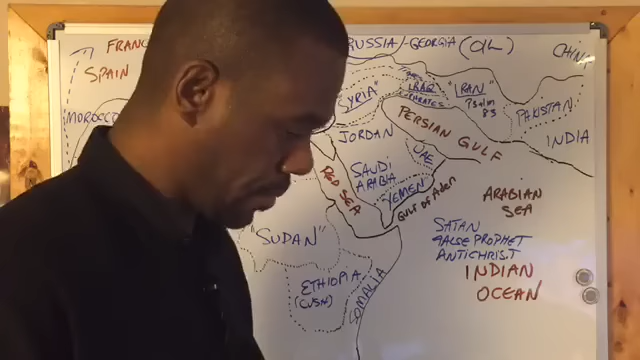 FRANC
SPAIN
MOROCCO
RUSSIA/-GEORGIA (OIL)
CHINA
"SYRIA"
IRAQ
"IRAN"
Psalm
83
PAKISTAN
INDIA
JORDAN
PERSIAN GULF
UAE
SAUDI
ARABIA
RED SEA
"YEMEN"
Gulf of Aden
ARABIAN
SEA
SATAN
FALSE PROPHET
ANTICHRIST
INDIAN
OCEAN
"SUDAN"
ETHIOPIA
(CUSH)
SOMALIA